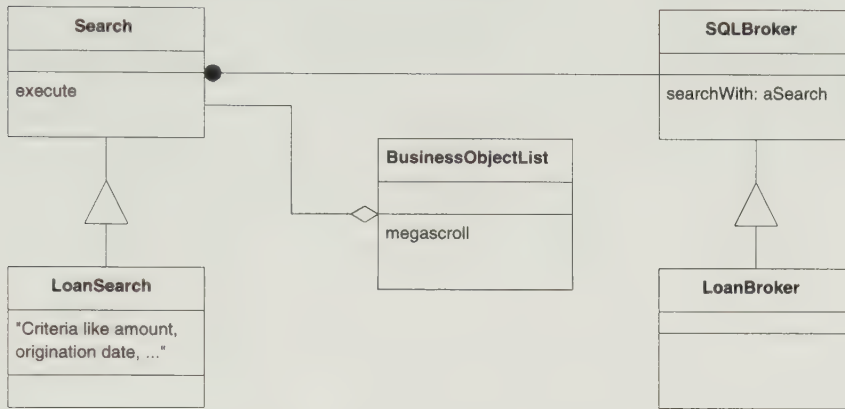 Search
execute
SQLBroker
searchWith: aSearch
BusinessObjectList
megascroll
LoanSearch
"Criteria like amount,
origination date, ..."
LoanBroker